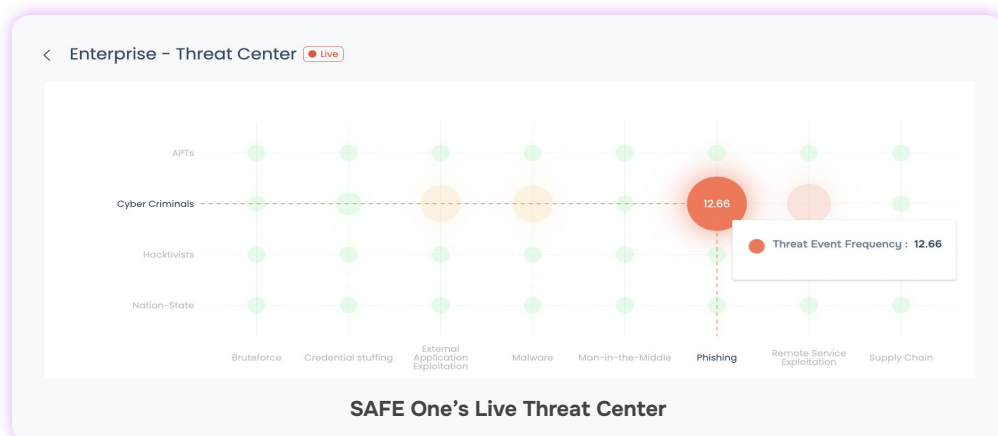 Enterprise - Threat Center Live
APTs
Cyber Criminals
12.66
Threat Event Frequency : 12.66
Hacktivists
Nation-State
Bruteforce
Credential stuffing
External
Application
Exploitation
Malware
Man-in-the-Middle
Phishing
Remote Service
Exploitation
Supply Chain
SAFE One's Live Threat Center